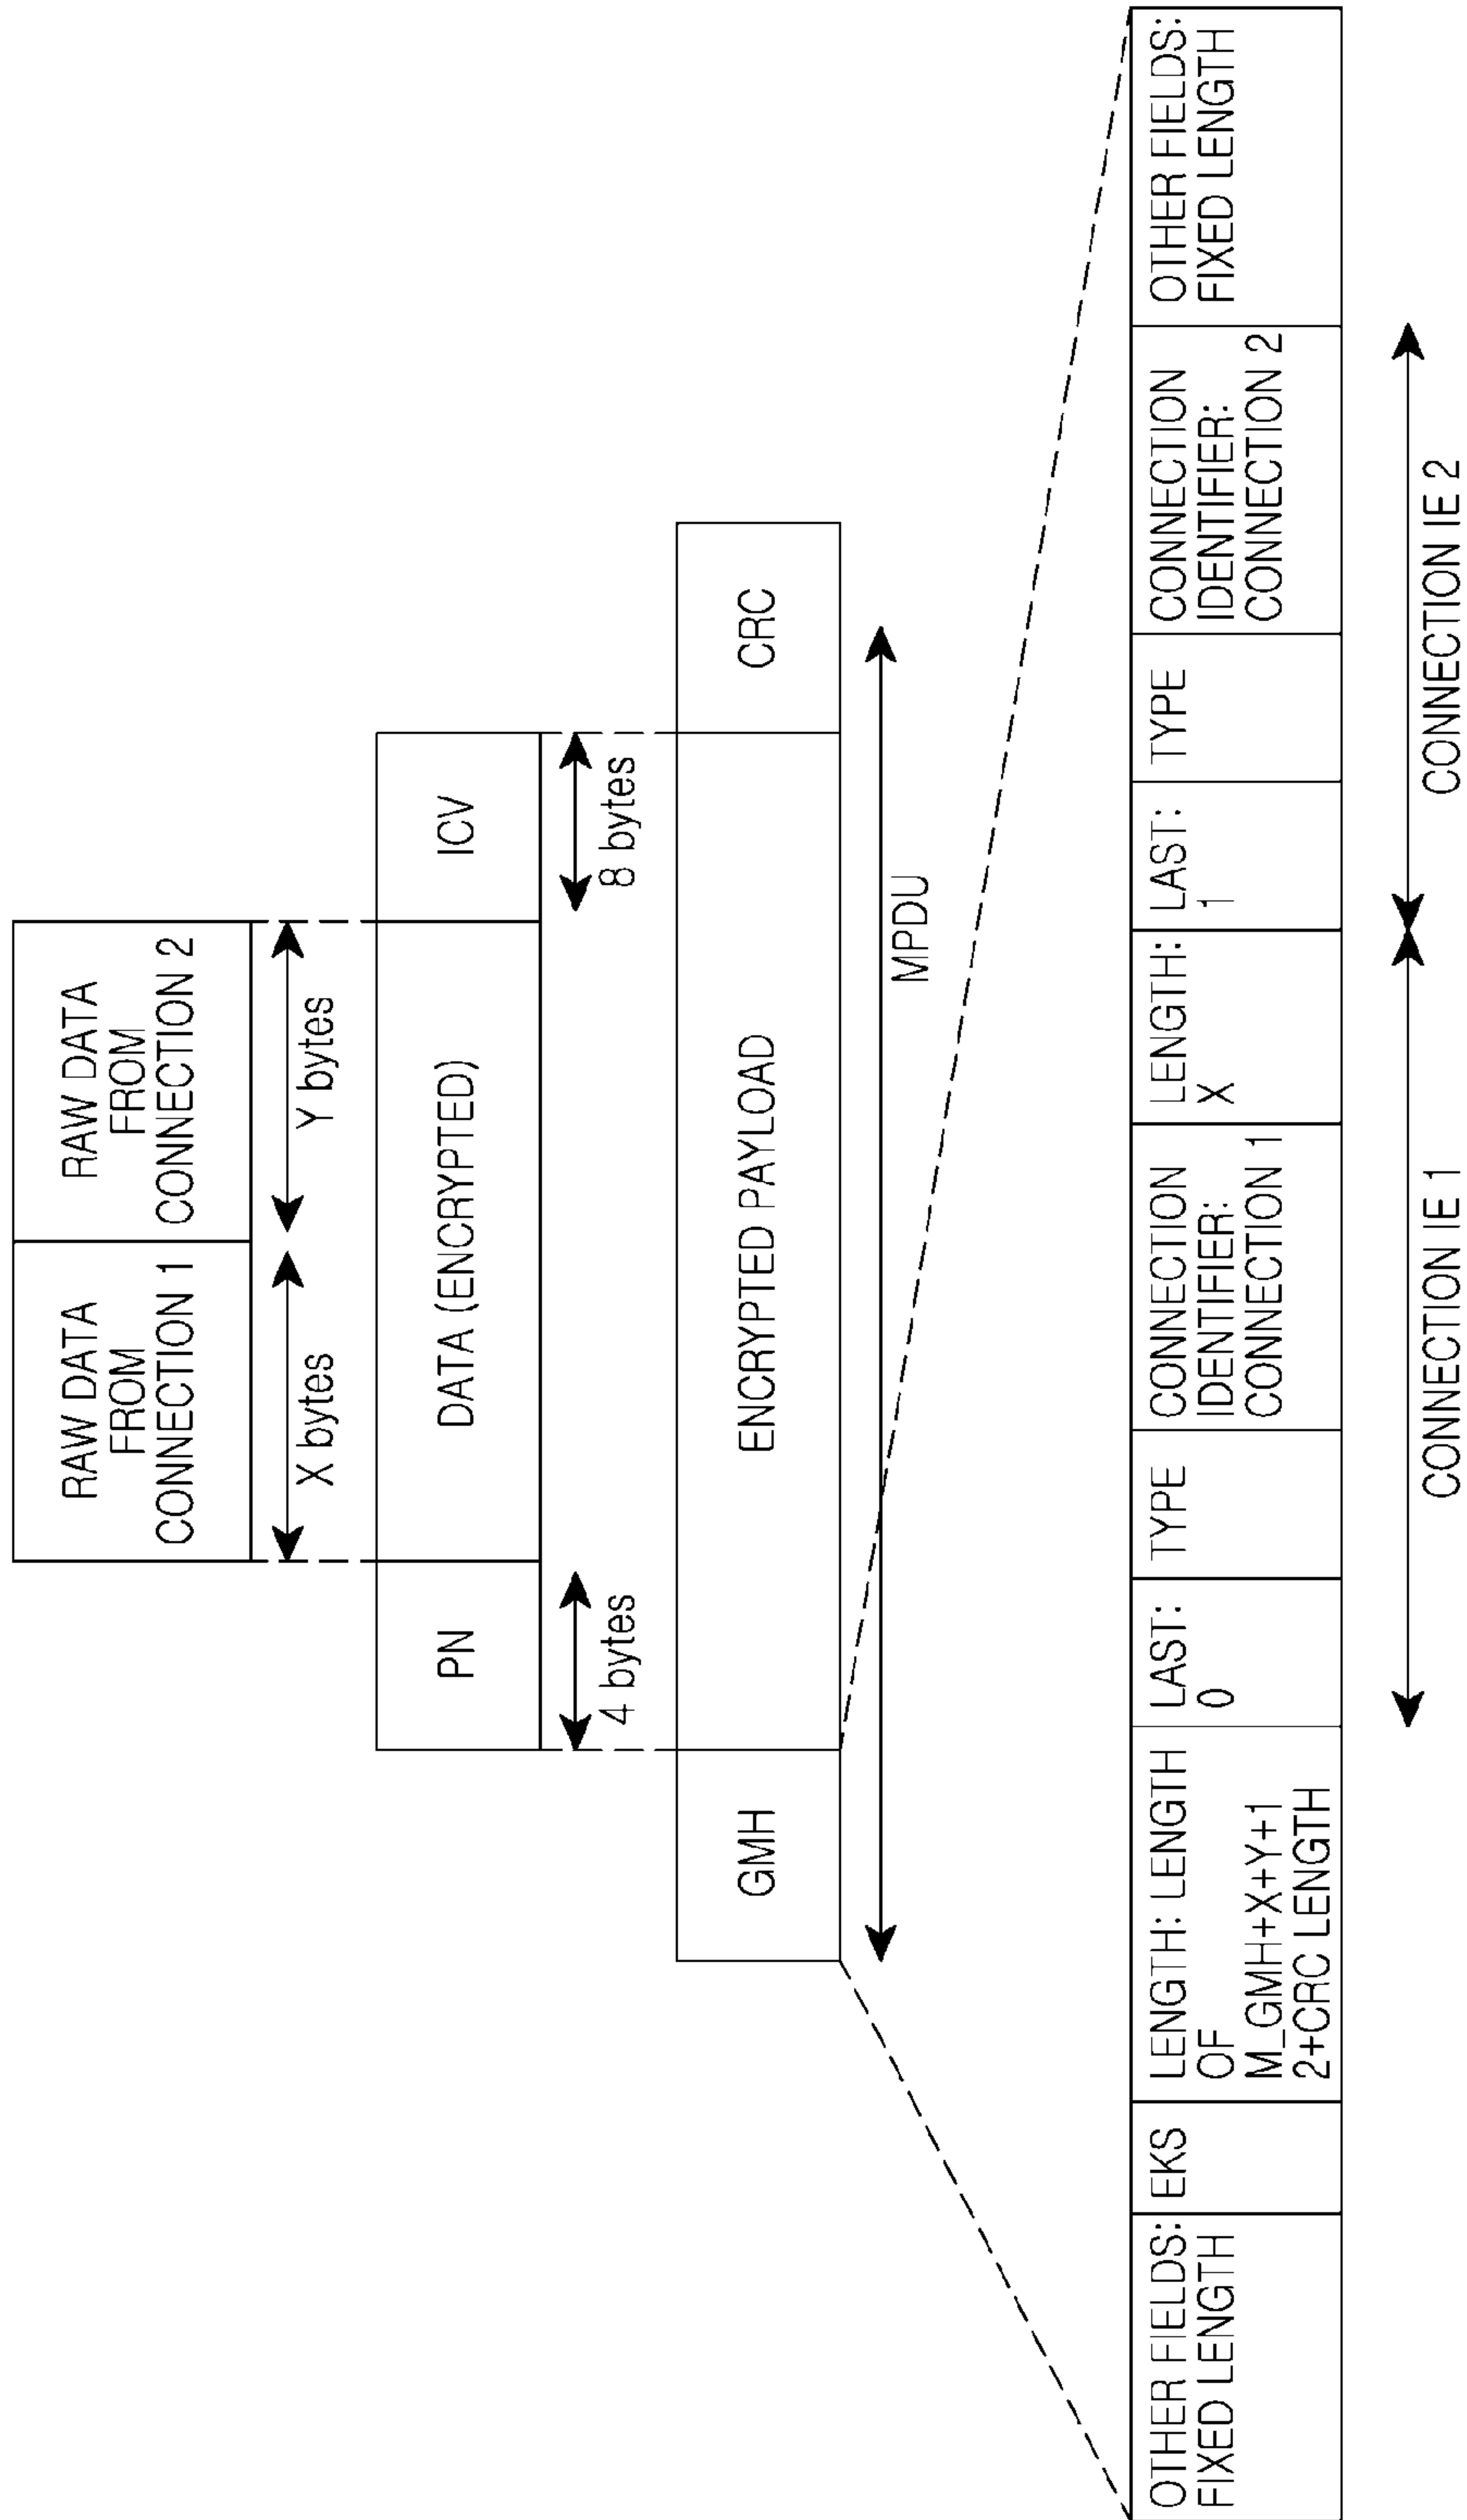 RAW DATA
FROM
CONNECTION 1
RAW DATA
FROM
CONNECTION 2
X bytes
Y bytes
PN
DATA (ENCRYPTED)
ICV
4 bytes
8 bytes
GMH
ENCRYPTED PAYLOAD
CRC
MPDU
OTHER FIELDS:
FIXED LENGTH
EKS
LENGTH: LENGTH
OF
M_GMH+X+Y+1
2+CRC LENGTH
LAST:
0
TYPE
CONNECTION
IDENTIFIER:
CONNECTION 1
LENGTH:
X
LAST:
1
TYPE
CONNECTION
IDENTIFIER:
CONNECTION 2
OTHER FIELDS:
FIXED LENGTH
CONNECTION IE 1
CONNECTION IE 2